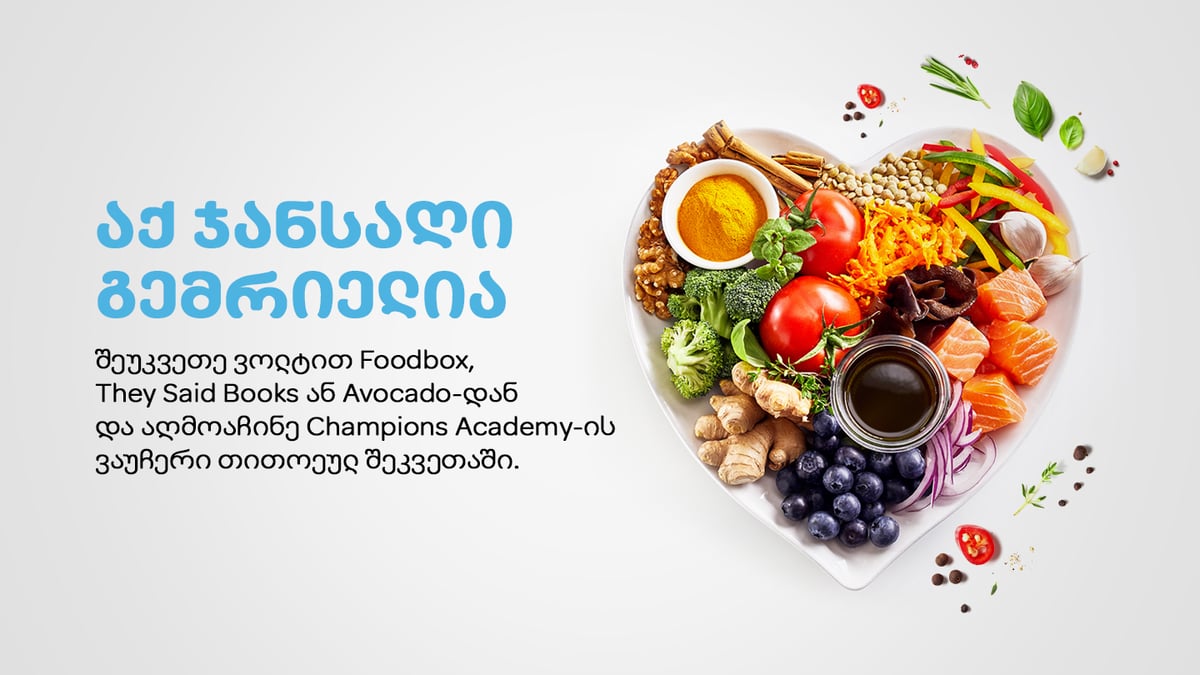 აქ ჯანსაღი
გემრიელია
შეუკვეთე ვოლტით Foodbox,
They Said Books ან Avocado-დან
და აღმოაჩინე Champions Academy-ის
ვაუჩერი თითოეულ შეკვეთაში.